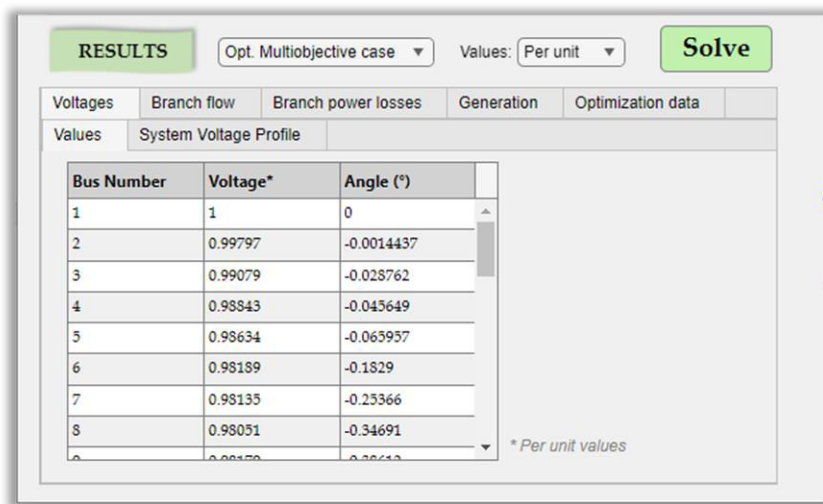 RESULTS Opt. Multiobjective case Values: Per unit Solve
Voltages Branch flow Branch power losses Generation Optimization data
Values System Voltage Profile
Bus Number Voltage* Angle (°)
1 1 0
2 0.99797 -0.0014437
3 0.99079 -0.028762
4 0.98843 -0.045649
5 0.98634 -0.065957
6 0.98189 -0.1829
7 0.98135 -0.25366
8 0.98051 -0.34691
* Per unit values